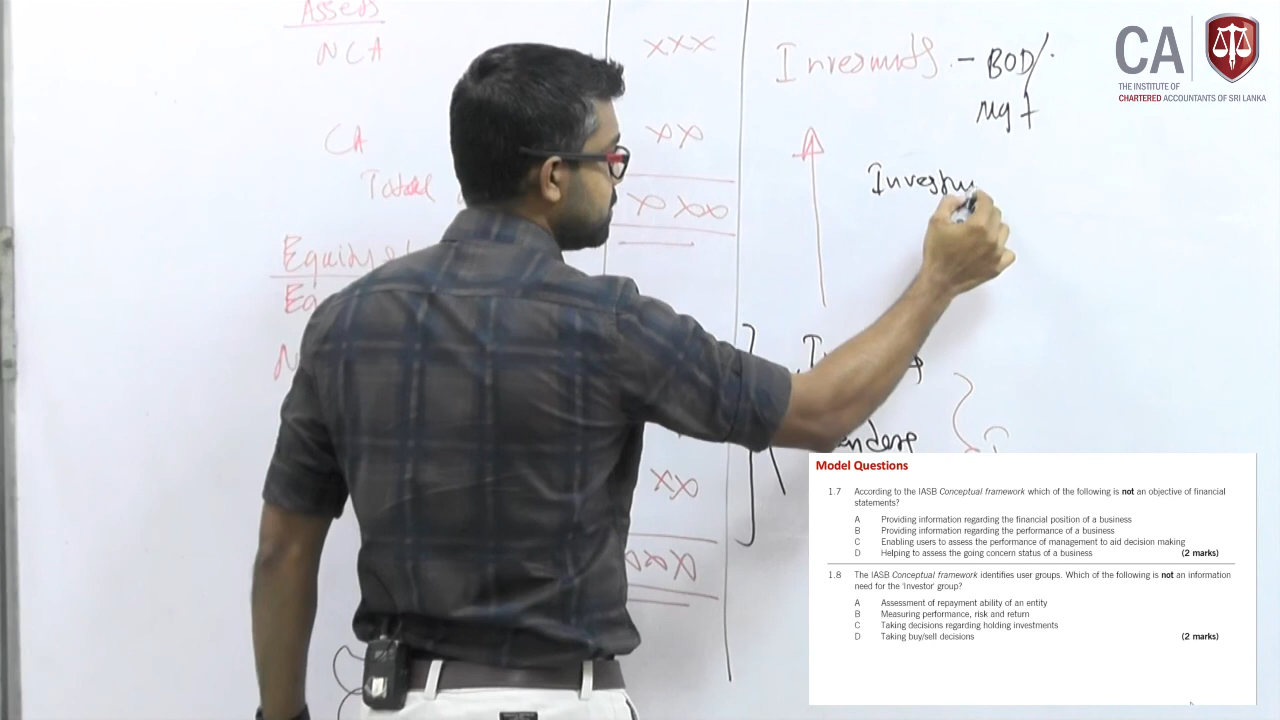 Assets
NCA
xxx
CA
xx
Total
x xx
Equity
xx
xxx
- BOD/
Mgt
Investm
CA
THE INSTITUTE OF
CHARTERED ACCOUNTANTS OF SRI LANKA
Model Questions
1.7 According to the IASB Conceptual framework which of the following is not an objective of financial
statements?
A Providing information regarding the financial position of a business
B Providing information regarding the performance of a business
C Enabling users to assess the performance of management to aid decision making
D Helping to assess the going concern status of a business (2 marks)
1.8 The IASB Conceptual framework identifies user groups. Which of the following is not an information
need for the 'Investor' group?
A Assessment of repayment ability of an entity
B Measuring performance, risk and return
C Taking decisions regarding holding investments
D Taking buy/sell decisions (2 marks)